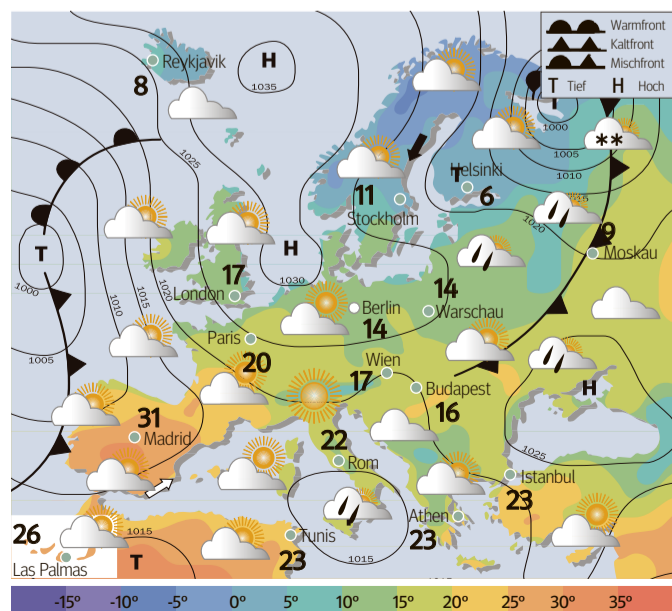 Warmfront
Kaltfront
Mischfront
T Tief H Hoch
Reykjavik
8
H
1035
T
1000
1005
1010
1025
Helsinki
T
6
11
Stockholm
1020
9
Moskau
T
H
1030
1000
1010
1015
1020
1005
17
London
14
Berlin
14
Warschau
Paris
20
Wien
17
Budapest
16
H
1025
31
Madrid
22
Rom
Istanbul
23
Athen
23
1015
26
Las Palmas
1015
T
Tunis
23
-15° -10° -5° 0° 5° 10° 15° 20° 25° 30° 35°